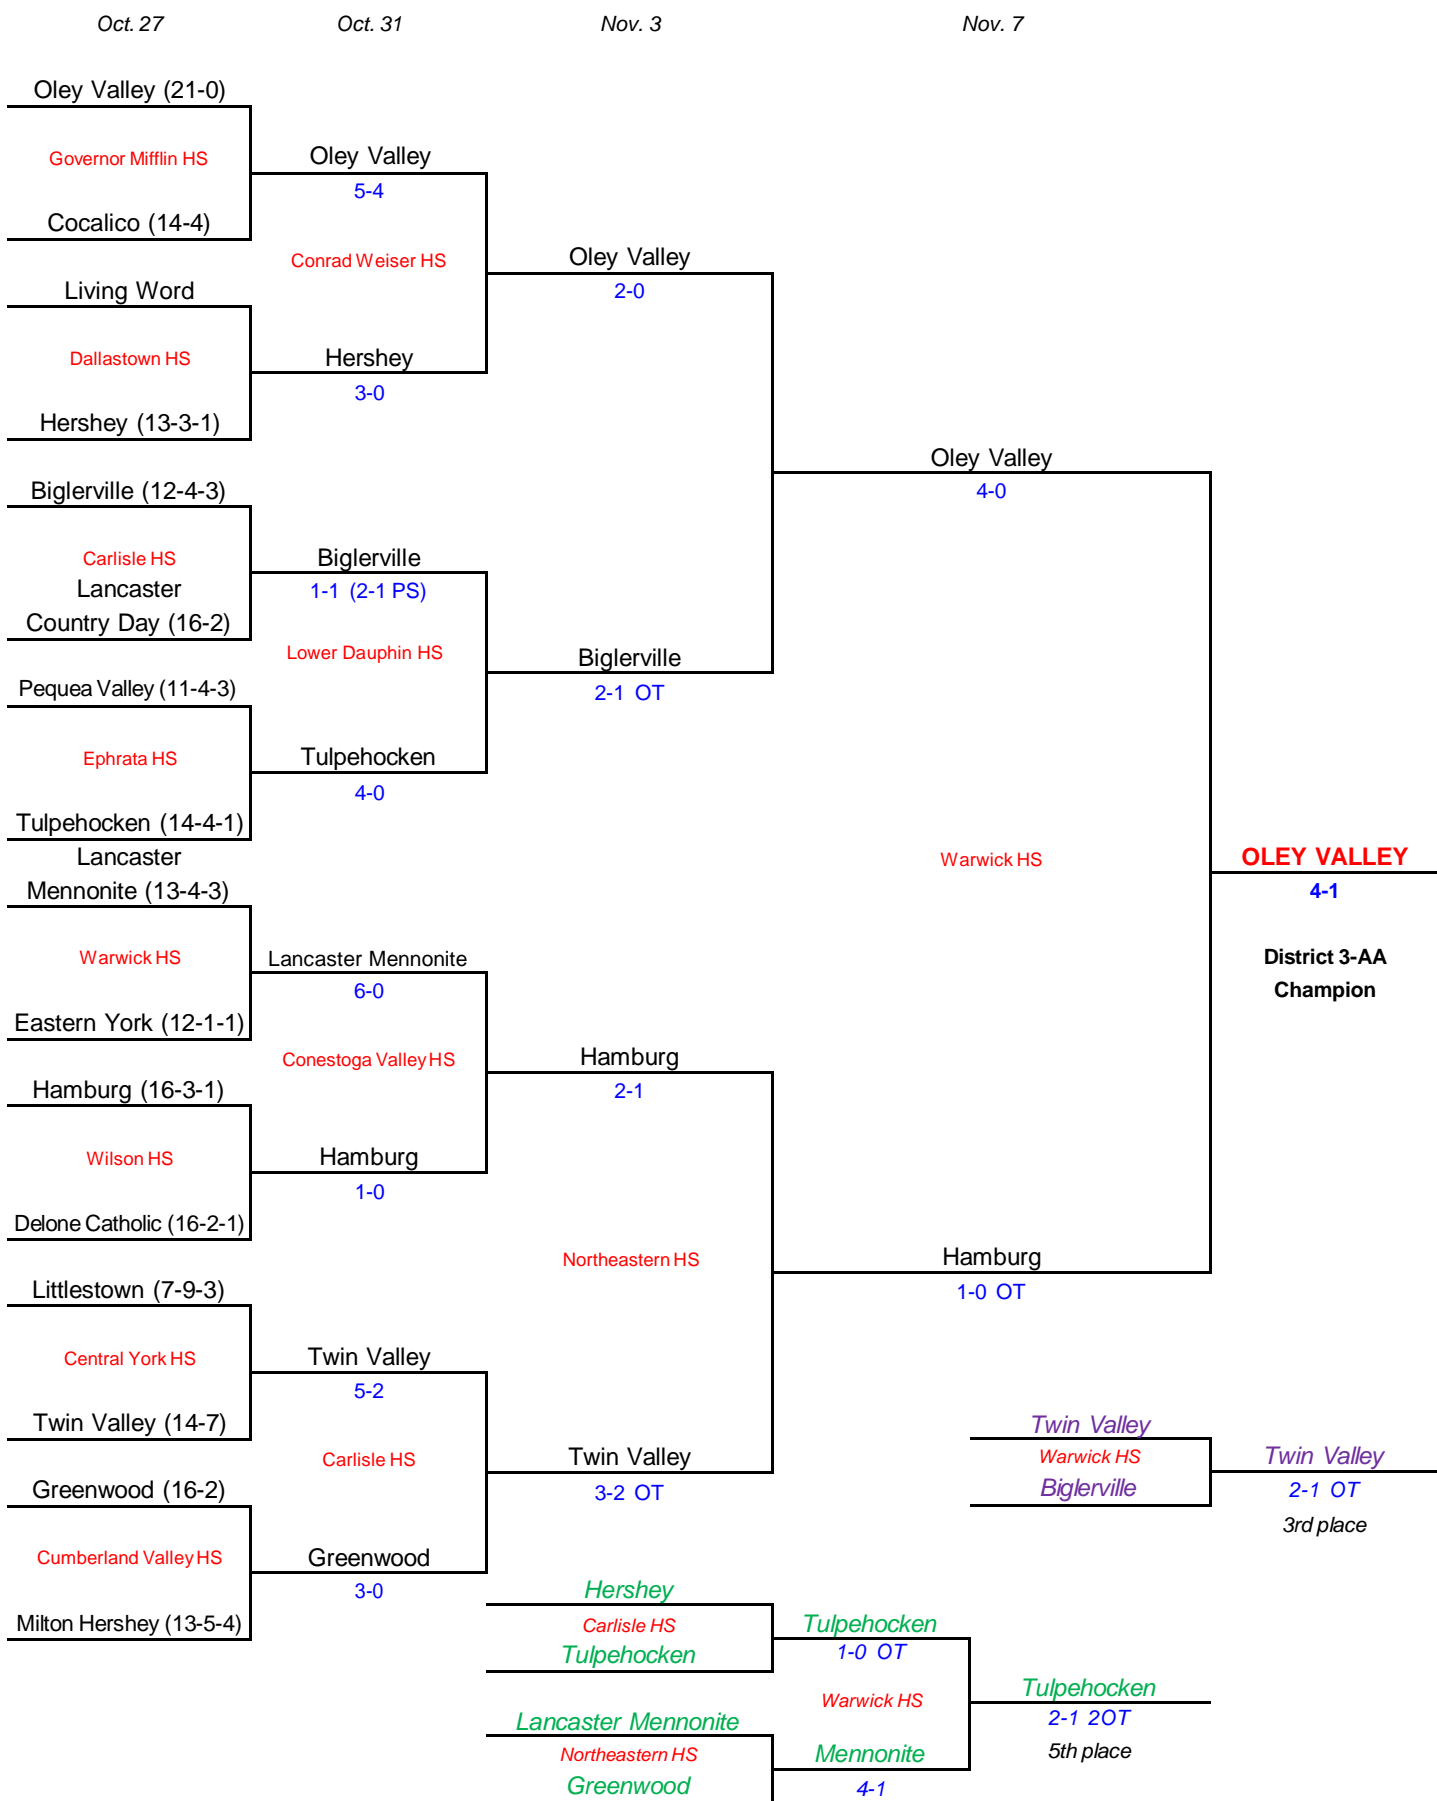 Oct. 27
Oct. 31
Nov. 3
Nov. 7
Oley Valley (21-0)
Governor Mifflin HS
Cocalico (14-4)
Living Word
Dallastown HS
Hershey (13-3-1)
Biglerville (12-4-3)
Carlisle HS
Lancaster
Country Day (16-2)
Pequea Valley (11-4-3)
Ephrata HS
Tulpehocken (14-4-1)
Lancaster
Mennonite (13-4-3)
Warwick HS
Eastern York (12-1-1)
Hamburg (16-3-1)
Wilson HS
Delone Catholic (16-2-1)
Littlestown (7-9-3)
Central York HS
Twin Valley (14-7)
Greenwood (16-2)
Cumberland Valley HS
Milton Hershey (13-5-4)
Oley Valley
5-4
Conrad Weiser HS
Hershey
3-0
Biglerville
1-1 (2-1 PS)
Lower Dauphin HS
Tulpehocken
4-0
Lancaster Mennonite
6-0
Conestoga Valley HS
Hamburg
1-0
Twin Valley
5-2
Carlisle HS
Greenwood
3-0
Oley Valley
2-0
Biglerville
2-1 OT
Hamburg
2-1
Northeastern HS
Twin Valley
3-2 OT
Oley Valley
4-0
Warwick HS
Hamburg
1-0 OT
OLEY VALLEY
4-1
District 3-AA
Champion
Twin Valley
Warwick HS
Biglerville
Twin Valley
2-1 OT
3rd place
Hershey
Carlisle HS
Tulpehocken
Lancaster Mennonite
Northeastern HS
Greenwood
Tulpehocken
1-0 OT
Warwick HS
Mennonite
4-1
Tulpehocken
2-1 2OT
5th place